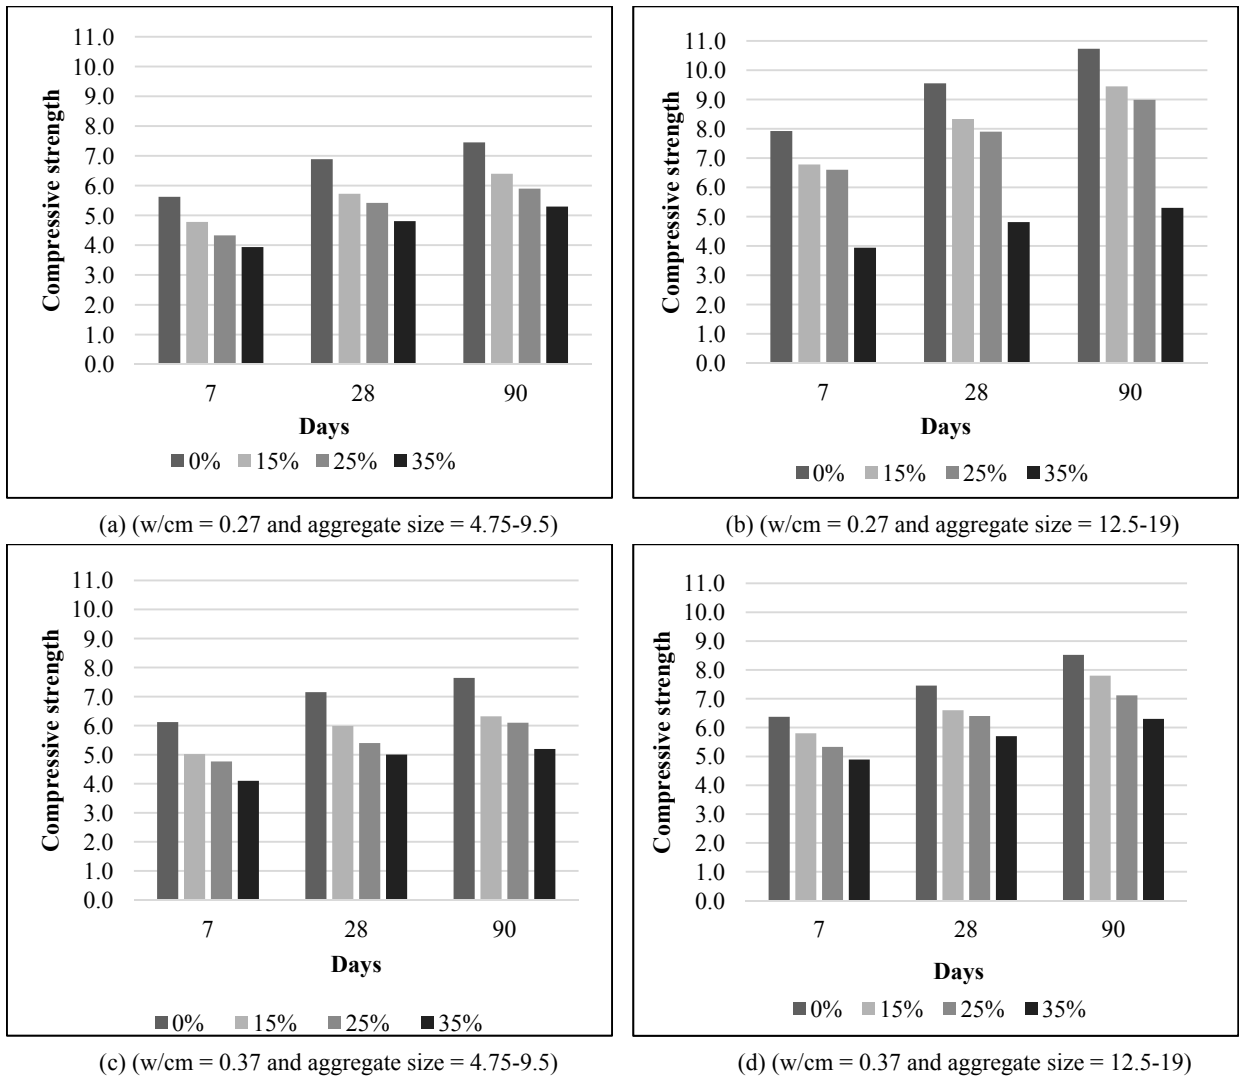 Compressive strength
11.0
10.0
9.0
8.0
7.0
6.0
5.0
4.0
3.0
2.0
1.0
0.0
7 28 90
Days
0% 15% 25% 35%
(a) (w/cm = 0.27 and aggregate size = 4.75-9.5)
Compressive strength
11.0
10.0
9.0
8.0
7.0
6.0
5.0
4.0
3.0
2.0
1.0
0.0
7 28 90
Days
0% 15% 25% 35%
(b) (w/cm = 0.27 and aggregate size = 12.5-19)
Compressive strength
11.0
10.0
9.0
8.0
7.0
6.0
5.0
4.0
3.0
2.0
1.0
0.0
7 28 90
Days
0% 15% 25% 35%
(c) (w/cm = 0.37 and aggregate size = 4.75-9.5)
Compressive strength
11.0
10.0
9.0
8.0
7.0
6.0
5.0
4.0
3.0
2.0
1.0
0.0
7 28 90
Days
0% 15% 25% 35%
(d) (w/cm = 0.37 and aggregate size = 12.5-19)